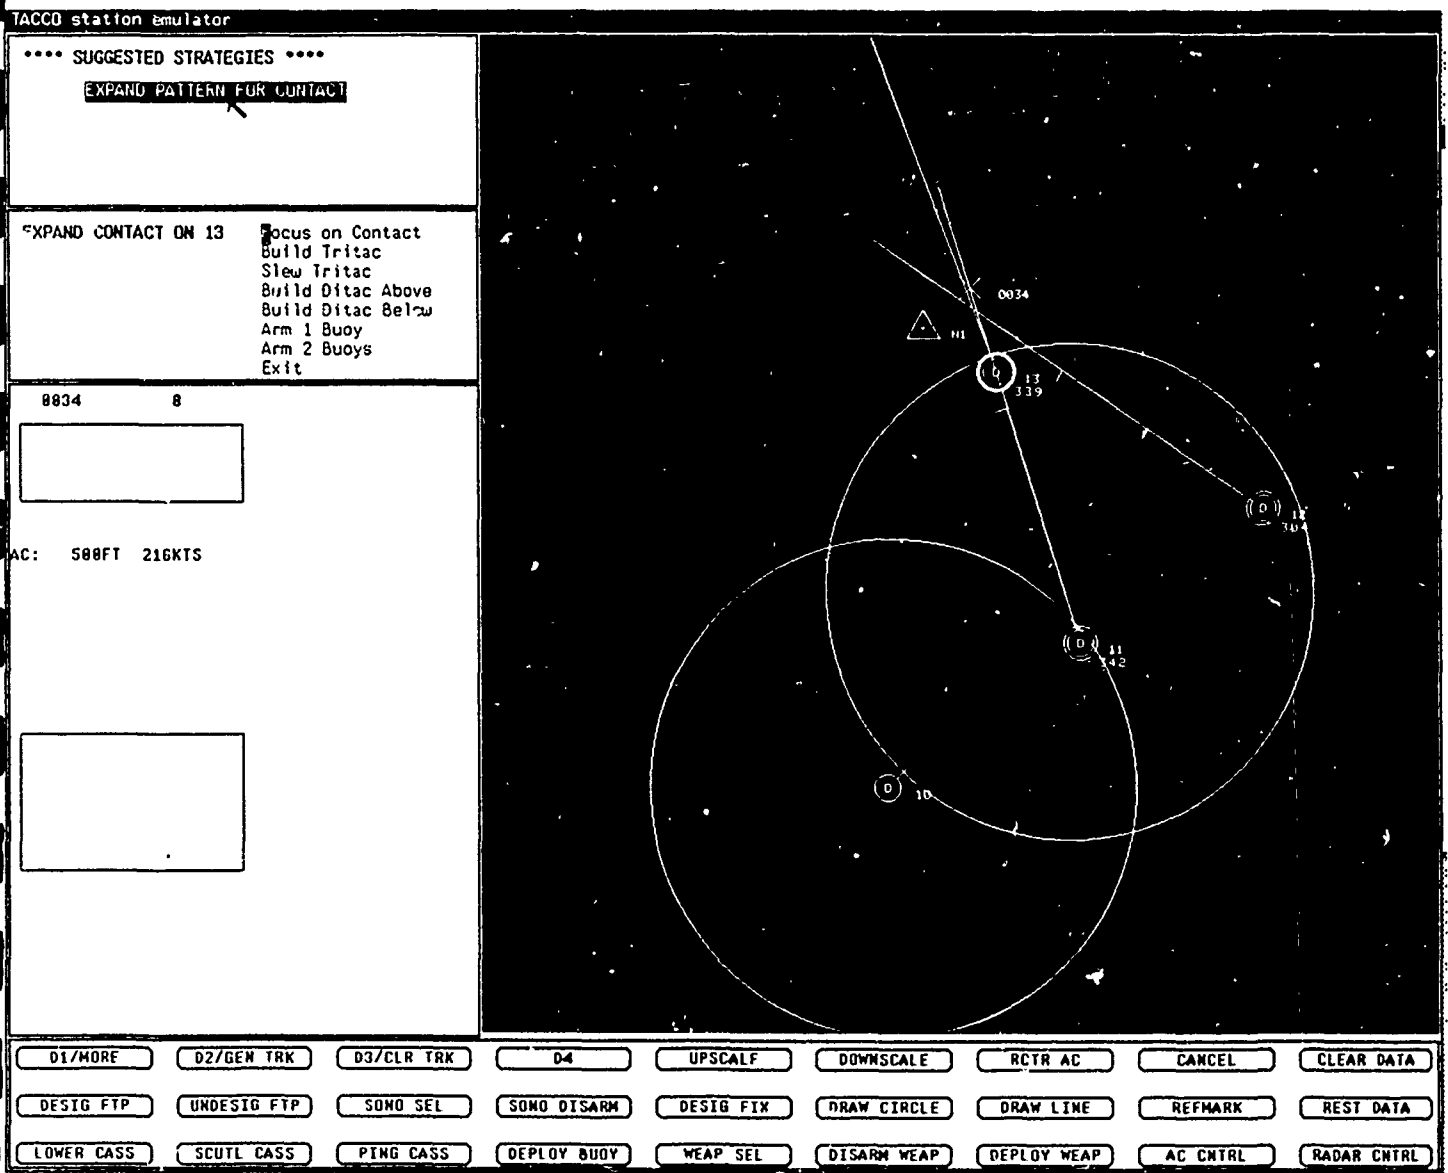 TACCO station emulator
**** SUGGESTED STRATEGIES ****
EXPAND PATTERN FOR CONTACT
EXPAND CONTACT ON 13
Focus on Contact
Build Tritac
Slew Tritac
Build Ditac Above
Build Ditac Below
Arm 1 Buoy
Arm 2 Buoys
Exit
0034 8
AC: 500FT 216KTS
0034
N1
D 13
339
D 12
304
D 11
342
D 10
D1/MORE D2/GEN TRK D3/CLR TRK D4 UPSCALE DOWNSCALE RCTR AC CANCEL CLEAR DATA
DESIG FTP UNDESIG FTP SONO SEL SONO DISARM DESIG FIX DRAW CIRCLE DRAW LINE REFMARK REST DATA
LOWER CASS SCUTL CASS PING CASS DEPLOY BUOY WEAP SEL DISARM WEAP DEPLOY WEAP AC CNTRL RADAR CNTRL